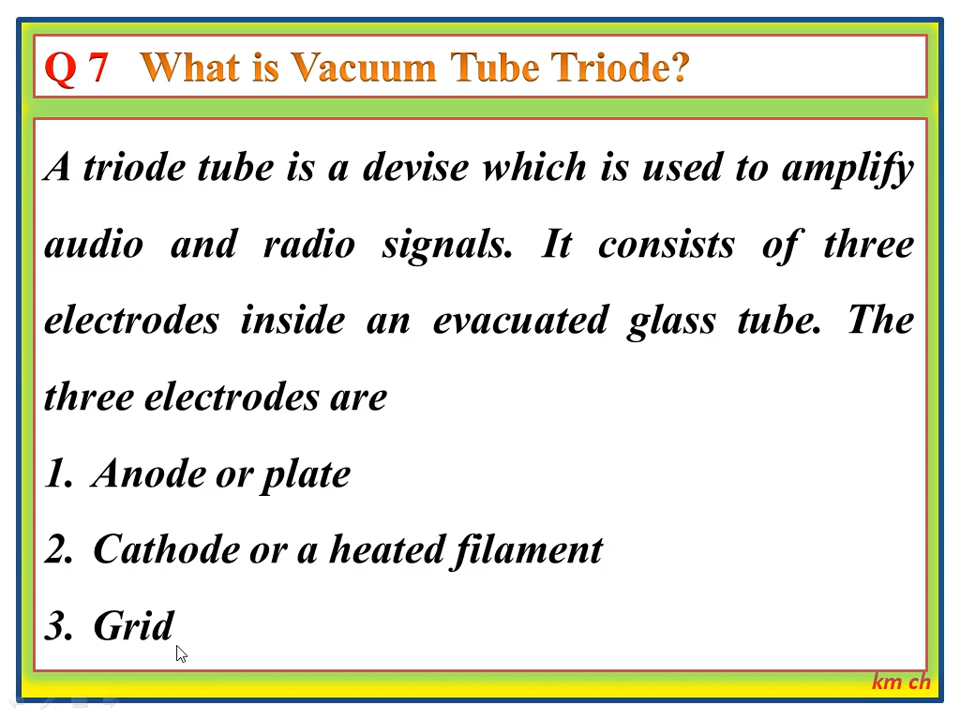 Q 7 What is Vacuum Tube Triode?
A triode tube is a devise which is used to amplify
audio and radio signals. It consists of three
electrodes inside an evacuated glass tube. The
three electrodes are
1. Anode or plate
2. Cathode or a heated filament
3. Grid
km ch